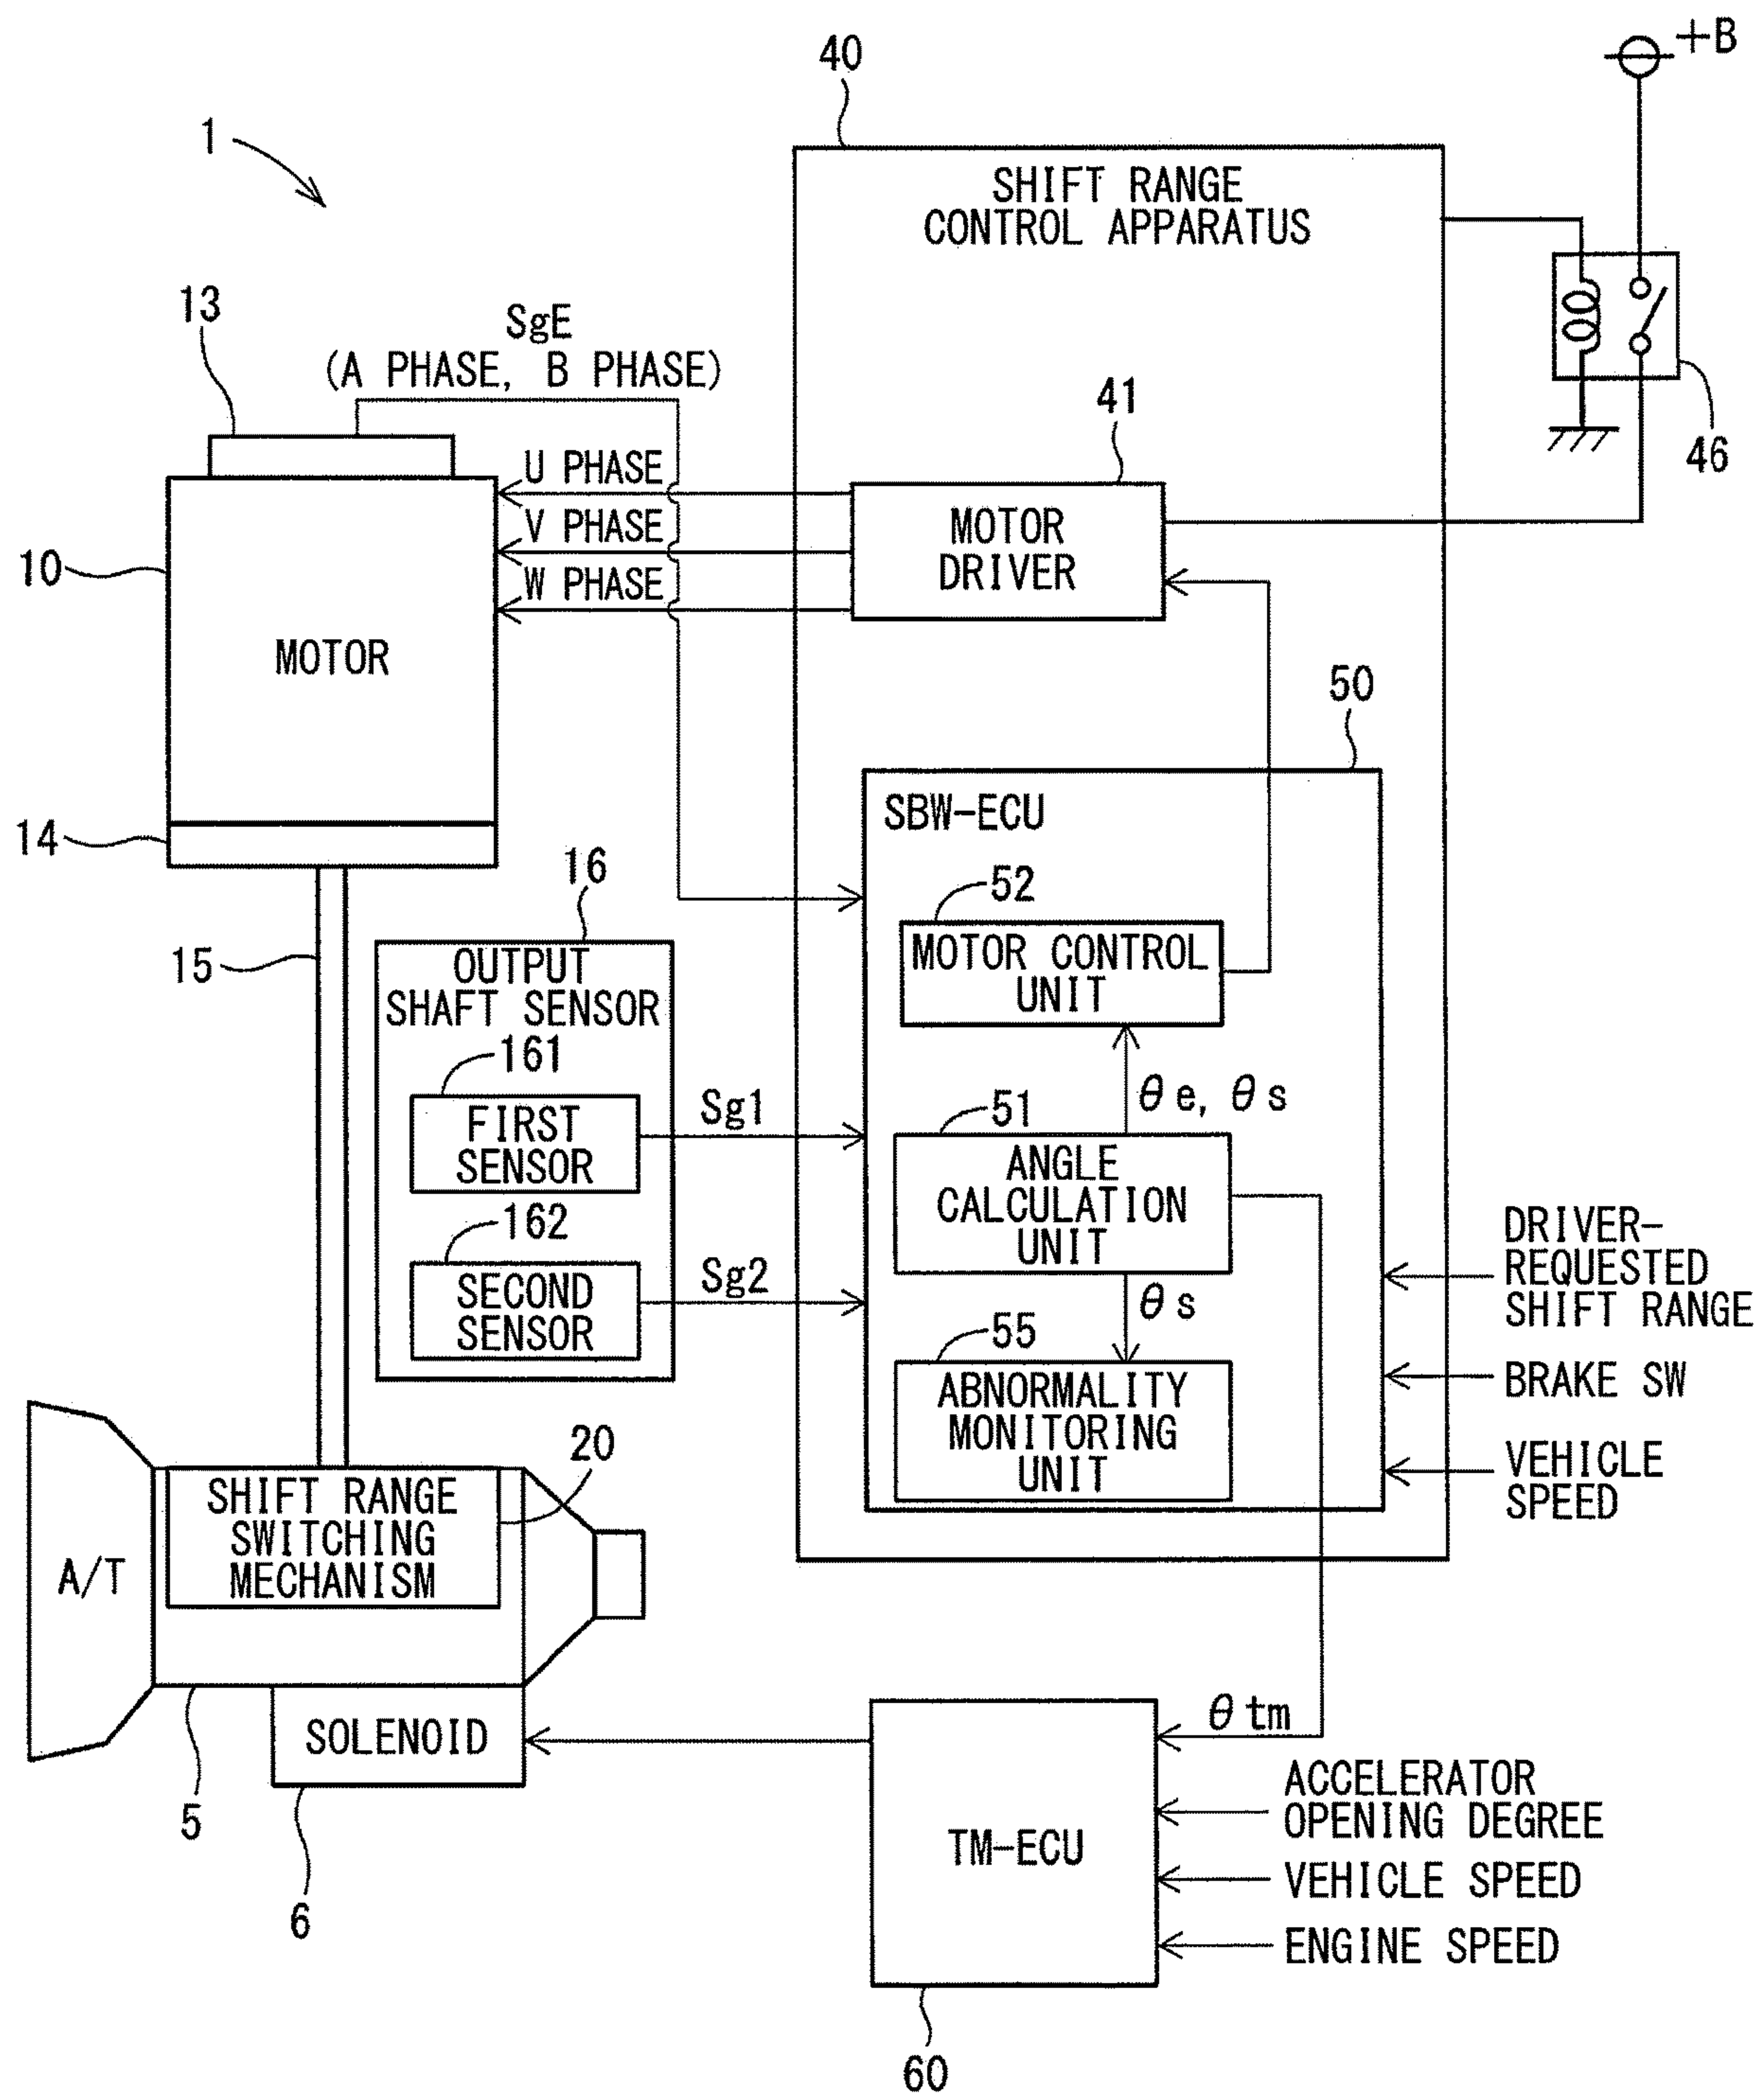 +B
40
1
SHIFT RANGE
CONTROL APPARATUS
13
SgE
(A PHASE, B PHASE)
41
46
U PHASE
V PHASE
W PHASE
MOTOR
DRIVER
10
MOTOR
50
14
SBW-ECU
16
52
15
OUTPUT
SHAFT SENSOR
MOTOR CONTROL
UNIT
161
FIRST
SENSOR
Sg1
θe, θs
51
ANGLE
CALCULATION
UNIT
162
SECOND
SENSOR
Sg2
θs
55
ABNORMALITY
MONITORING
UNIT
DRIVER-
REQUESTED
SHIFT RANGE
BRAKE SW
VEHICLE
SPEED
20
SHIFT RANGE
SWITCHING
MECHANISM
A/T
SOLENOID
5
6
θtm
TM-ECU
ACCELERATOR
OPENING DEGREE
VEHICLE SPEED
ENGINE SPEED
60